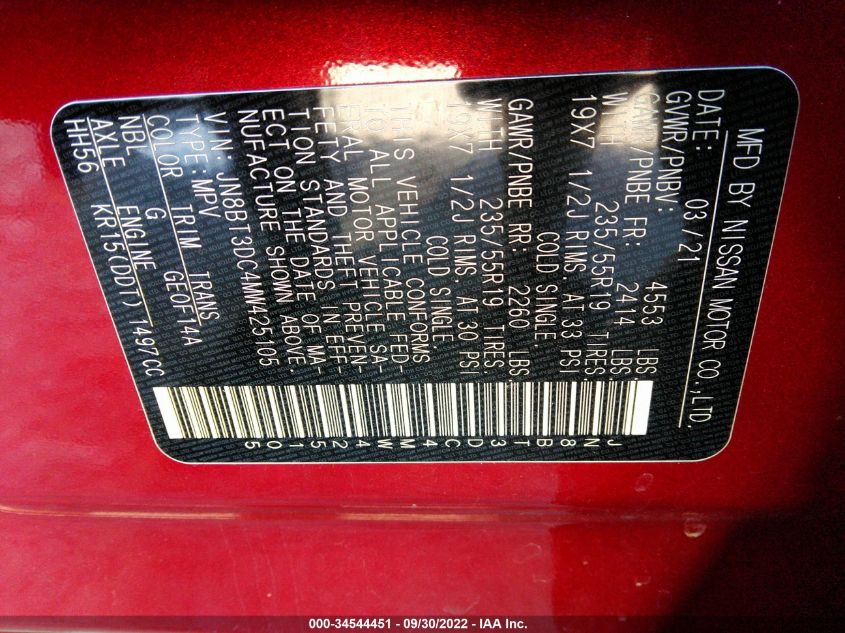 MFD BY NISSAN MOTOR CO.,LTD.
DATE: 03/21
GVWR/PNBV: 4553 LBS.
GAWR/PNBE FR: 2414 LBS.
WITH 235/55R19 TIRES,
19X7 1/2J RIMS, AT 33 PSI
COLD SINGLE
GAWR/PNBE RR: 2260 LBS.
WITH 235/55R19 TIRES,
19X7 1/2J RIMS, AT 30 PSI
COLD SINGLE
THIS VEHICLE CONFORMS
TO ALL APPLICABLE FED-
ERAL MOTOR VEHICLE SA-
FETY AND THEFT PREVEN-
TION STANDARDS IN EFF-
ECT ON THE DATE OF MA-
NUFACTURE SHOWN ABOVE.
VIN: JN8BT3DC4MW425105
TYPE: MPV
COLOR TRIM TRANS
NBL G GE0F14A
AXLE ENGINE
HH56 KR15(DDT) 1497CC
JN8BT3DC4MW425105
000-34544451 - 09/30/2022 - IAA Inc.